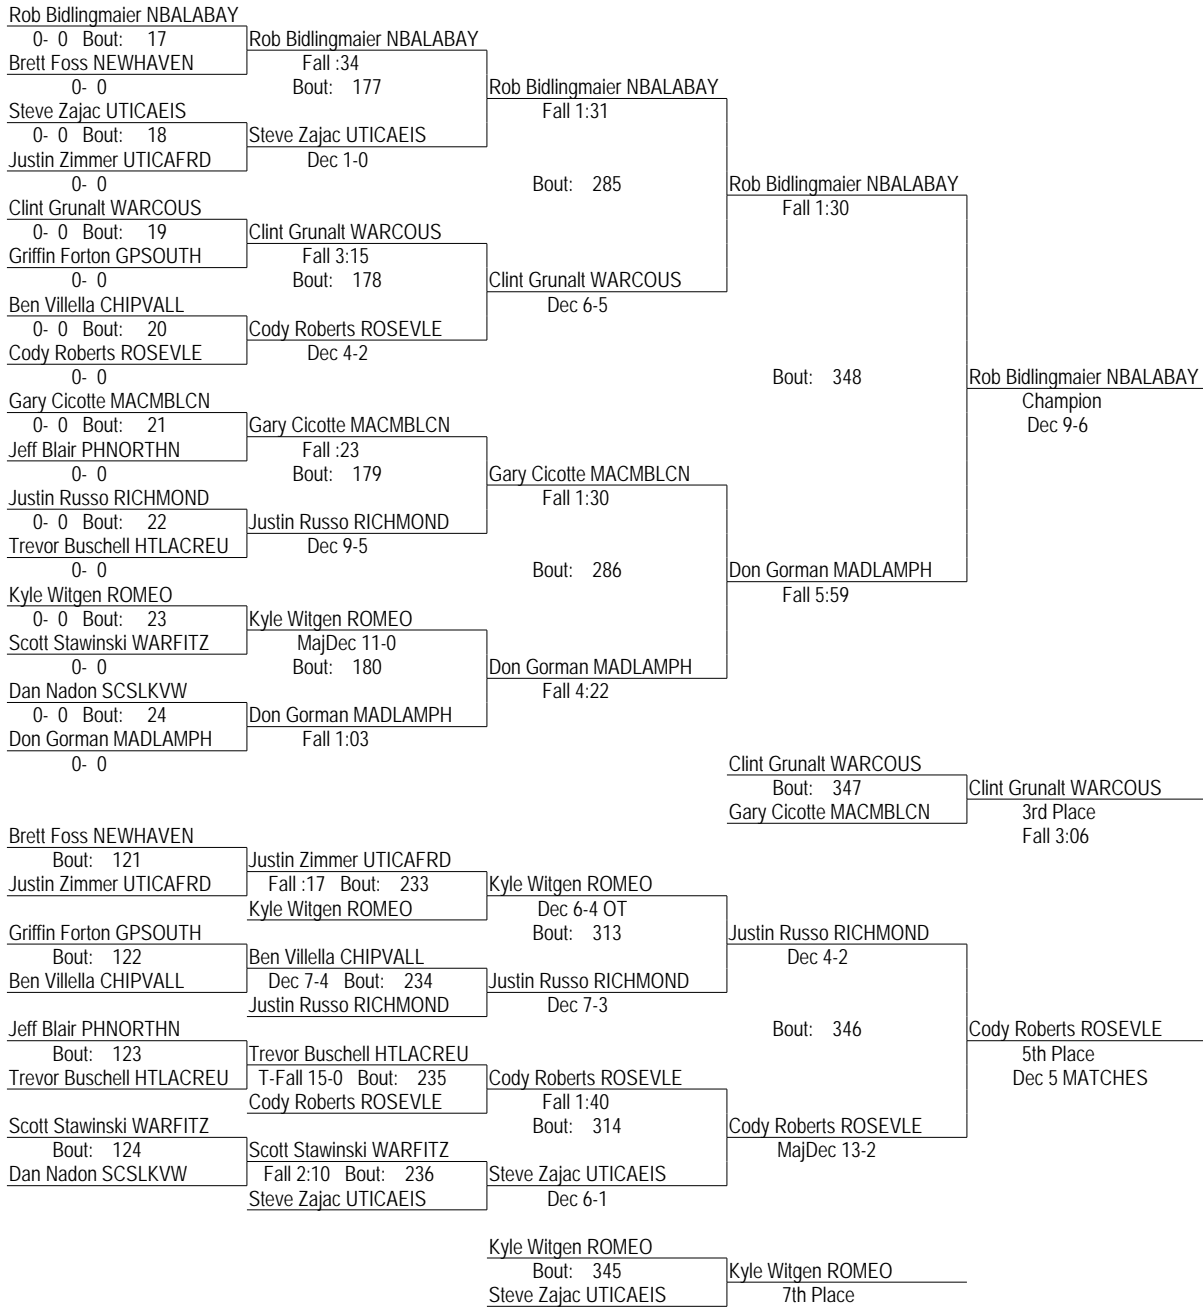 Rob Bidlingmaier NBALABAY
0- 0 Bout: 17 Rob Bidlingmaier NBALABAY
Brett Foss NEWHAVEN Fall :34
0- 0 Bout: 177 Rob Bidlingmaier NBALABAY
Steve Zajac UTICAEIS Fall 1:31
0- 0 Bout: 18 Steve Zajac UTICAEIS
Justin Zimmer UTICAFRD Dec 1-0
0- 0 Bout: 285 Rob Bidlingmaier NBALABAY
Clint Grunalt WARCOUS Fall 1:30
0- 0 Bout: 19 Clint Grunalt WARCOUS
Griffin Forton GPSOUTH Fall 3:15
0- 0 Bout: 178 Clint Grunalt WARCOUS
Ben Villella CHIPVALL Dec 6-5
0- 0 Bout: 20 Cody Roberts ROSEVLE
Cody Roberts ROSEVLE Dec 4-2
0- 0 Bout: 348 Rob Bidlingmaier NBALABAY
Gary Cicotte MACMBLCN Champion
0- 0 Bout: 21 Gary Cicotte MACMBLCN Dec 9-6
Jeff Blair PHNORTHN Fall :23
0- 0 Bout: 179 Gary Cicotte MACMBLCN
Justin Russo RICHMOND Fall 1:30
0- 0 Bout: 22 Justin Russo RICHMOND
Trevor Buschell HTLACREU Dec 9-5
0- 0 Bout: 286 Don Gorman MADLAMPH
Kyle Witgen ROMEO Fall 5:59
0- 0 Bout: 23 Kyle Witgen ROMEO
Scott Stawinski WARFITZ MajDec 11-0
0- 0 Bout: 180 Don Gorman MADLAMPH
Dan Nadon SCSLKVW Fall 4:22
0- 0 Bout: 24 Don Gorman MADLAMPH
Don Gorman MADLAMPH Fall 1:03
0- 0 Clint Grunalt WARCOUS
Bout: 347 Clint Grunalt WARCOUS
Gary Cicotte MACMBLCN 3rd Place
Brett Foss NEWHAVEN Fall 3:06
Bout: 121 Justin Zimmer UTICAFRD
Justin Zimmer UTICAFRD Fall :17 Bout: 233 Kyle Witgen ROMEO
Kyle Witgen ROMEO Dec 6-4 OT
Griffin Forton GPSOUTH Bout: 313 Justin Russo RICHMOND
Bout: 122 Ben Villella CHIPVALL Dec 4-2
Ben Villella CHIPVALL Dec 7-4 Bout: 234 Justin Russo RICHMOND
Justin Russo RICHMOND Dec 7-3
Jeff Blair PHNORTHN Bout: 346 Cody Roberts ROSEVLE
Bout: 123 Trevor Buschell HTLACREU 5th Place
Trevor Buschell HTLACREU T-Fall 15-0 Bout: 235 Cody Roberts ROSEVLE Dec 5 MATCHES
Cody Roberts ROSEVLE Fall 1:40
Scott Stawinski WARFITZ Bout: 314 Cody Roberts ROSEVLE
Bout: 124 Scott Stawinski WARFITZ MajDec 13-2
Dan Nadon SCSLKVW Fall 2:10 Bout: 236 Steve Zajac UTICAEIS
Steve Zajac UTICAEIS Dec 6-1
Kyle Witgen ROMEO
Bout: 345 Kyle Witgen ROMEO
Steve Zajac UTICAEIS 7th Place